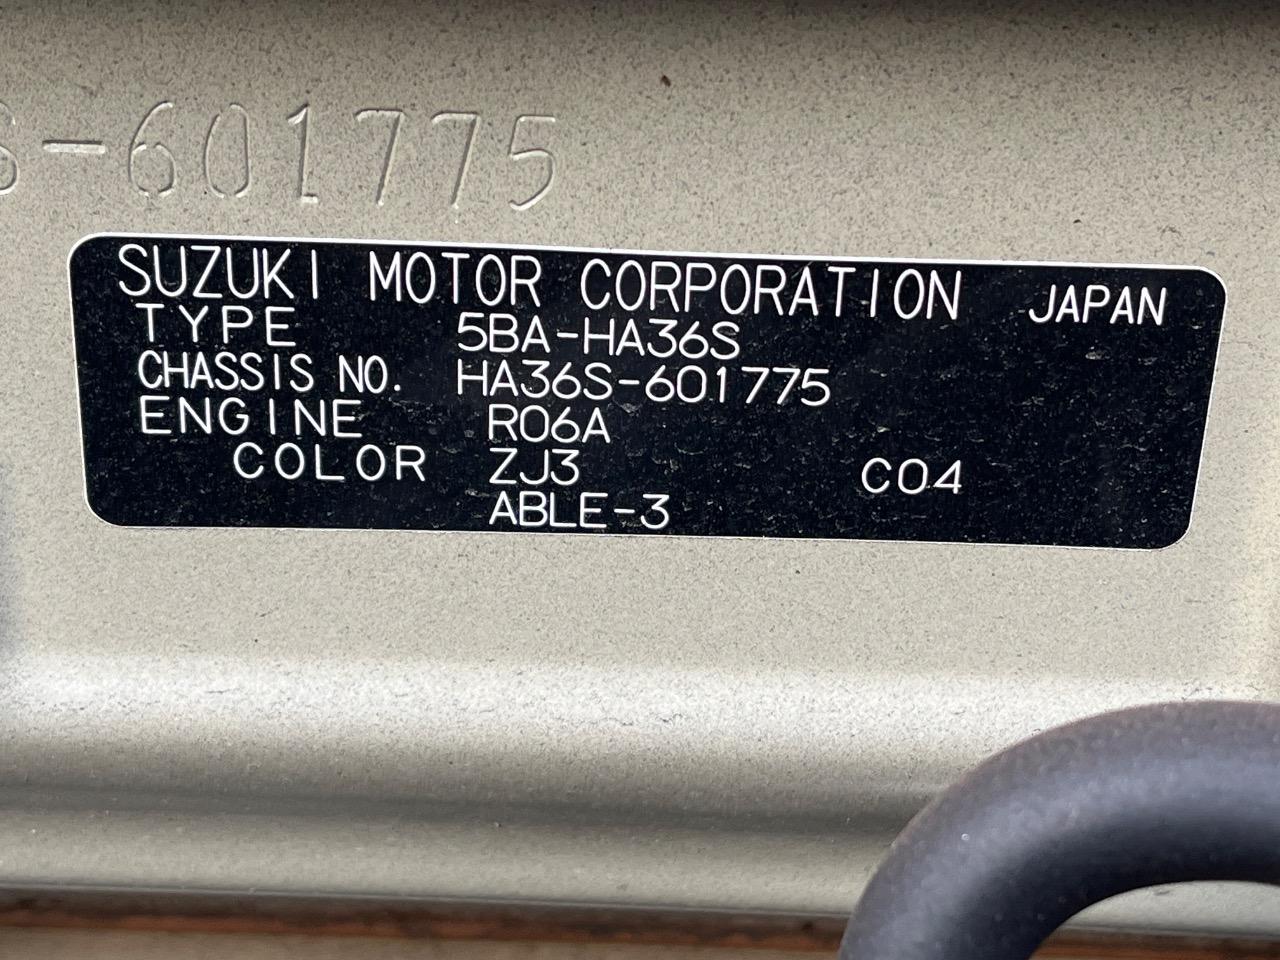 S-601775
SUZUKI MOTOR CORPORATION JAPAN
TYPE 5BA-HA36S
CHASSIS NO. HA36S-601775
ENGINE R06A
COLOR ZJ3 C04
ABLE-3